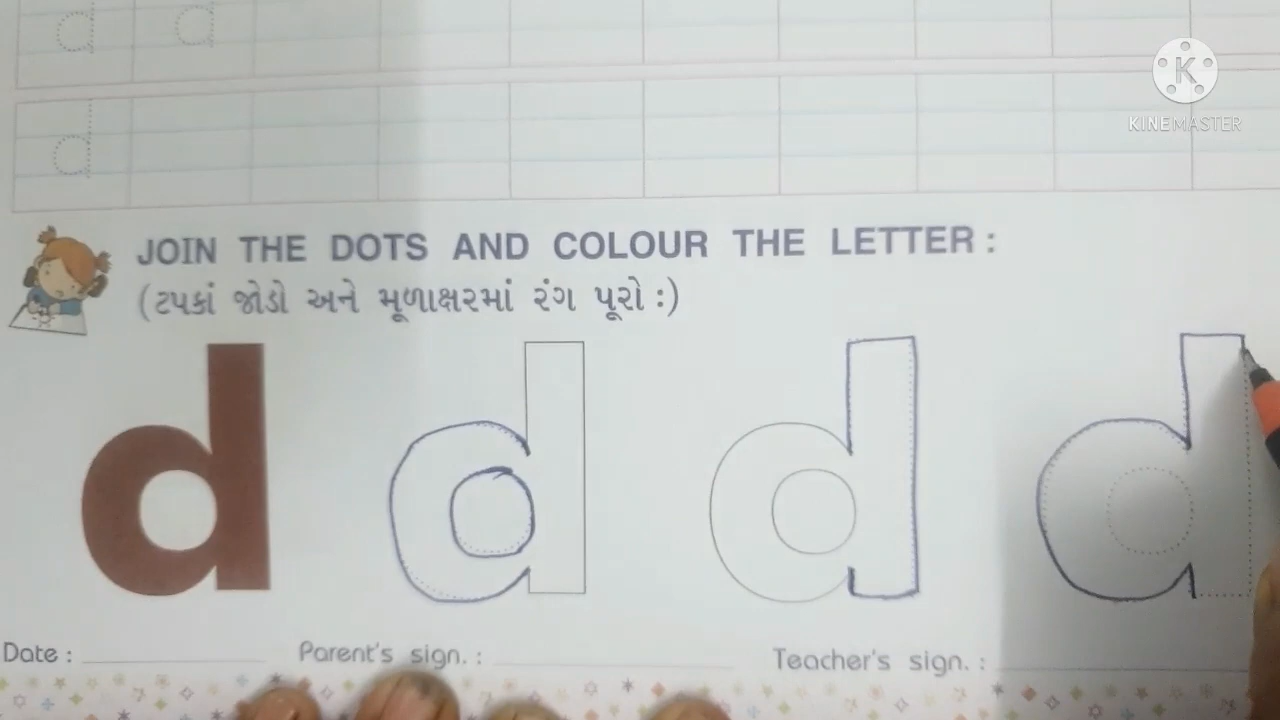 d d
KINEMASTER
d
JOIN THE DOTS AND COLOUR THE LETTER :
(ટપકાં જોડો અને મૂળાક્ષરમાં રંગ પૂરો :)
d d d d
Date : Parent's sign. : Teacher's sign. :